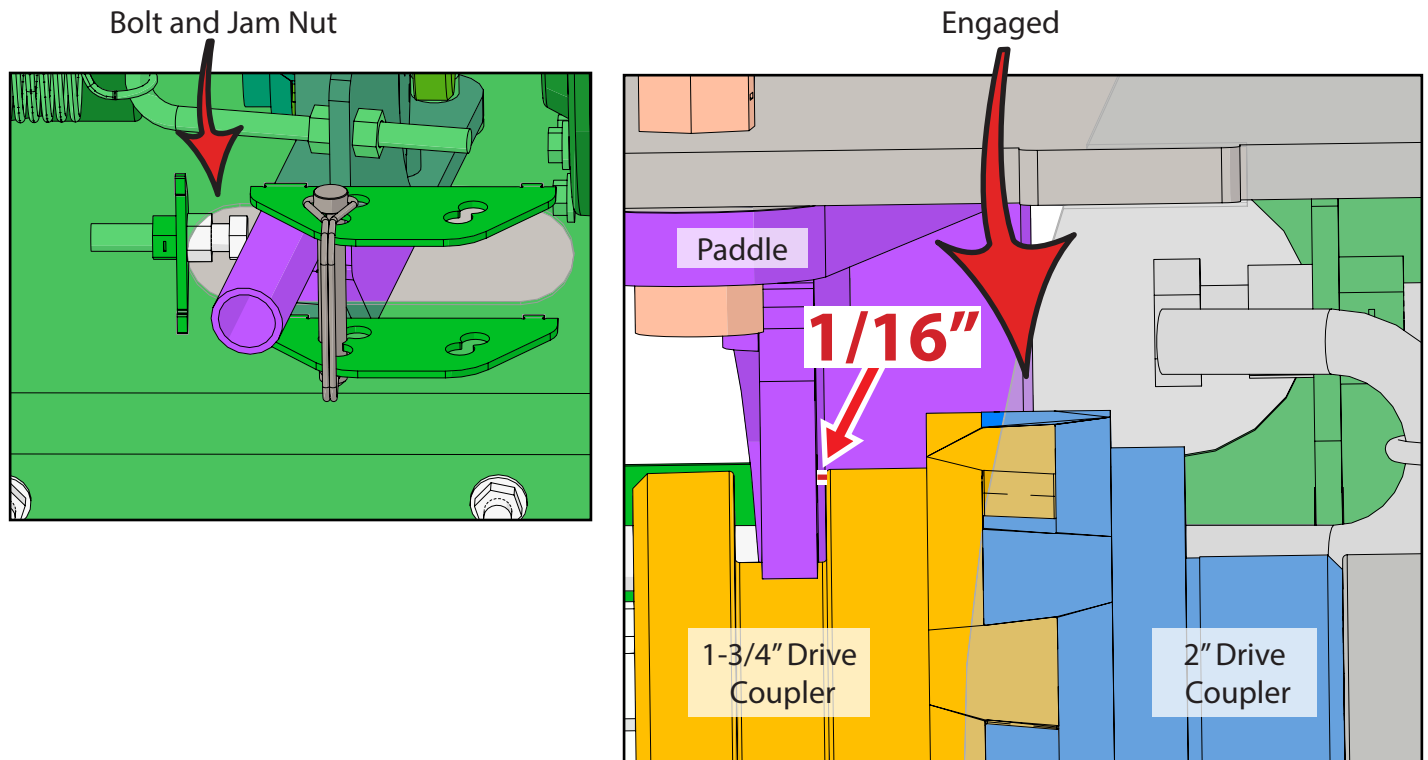 Bolt and Jam Nut
Engaged
Paddle
1/16”
1-3/4” Drive
Coupler
2” Drive
Coupler